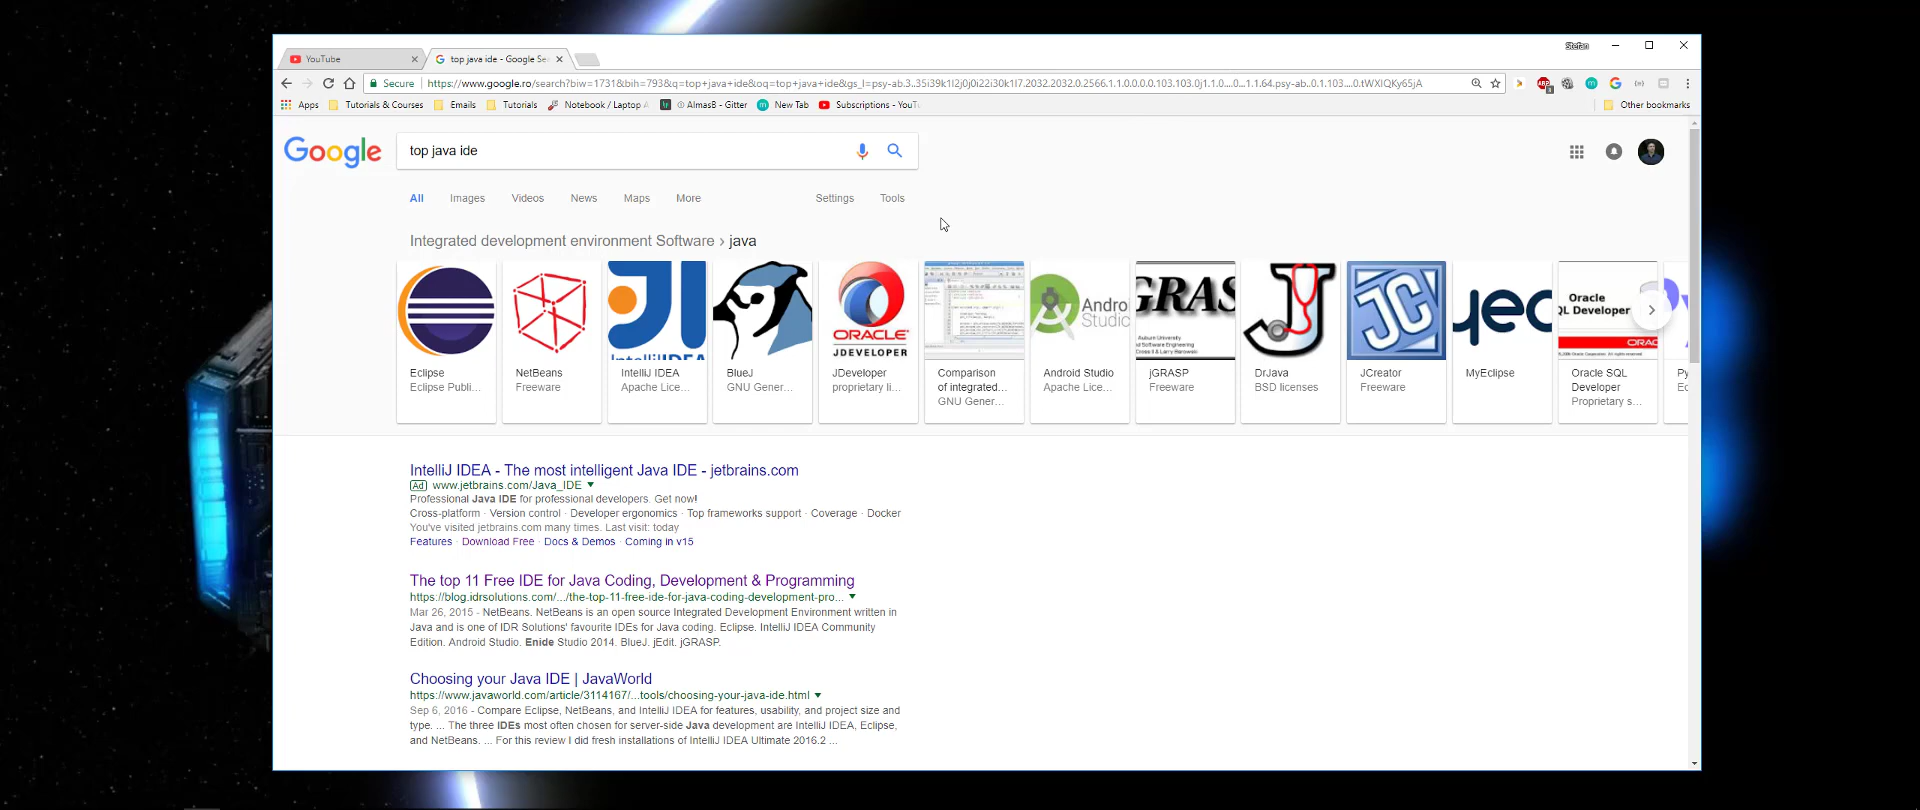 Stefan
YouTube
top java ide - Google Se
Secure
https://www.google.ro/search?biw=1731&bih=793&q=top+java+ide&oq=top+java+ide&gs_l=psy-ab.3..35i39k1l2j0j0i22i30k1l7.2032.2032.0.2566.1.1.0.0.0.0.103.103.0j1.1.0....0...1.1.64.psy-ab..0.1.103....0.tWXIQKy65jA
Apps
Tutorials & Courses
Emails
Tutorials
Notebook / Laptop
AlmasB - Gitter
New Tab
Subscriptions - YouT
Other bookmarks
Google
top java ide
All
Images
Videos
News
Maps
More
Settings
Tools
Integrated development environment Software › java
IntelliJ IDEA
ORACLE
JDEVELOPER
Andro
Studio
GRAS
Auburn University
JC
yec
Oracle
QL Developer
Eclipse
Eclipse Publi...
NetBeans
Freeware
IntelliJ IDEA
Apache Lice...
BlueJ
GNU Gener...
JDeveloper
proprietary li...
Comparison
of integrated...
GNU Gener...
Android Studio
Apache Lice...
jGRASP
Freeware
DrJava
BSD licenses
JCreator
Freeware
MyEclipse
Oracle SQL
Developer
Proprietary s...
Py
Ec
IntelliJ IDEA - The most intelligent Java IDE - jetbrains.com
Ad www.jetbrains.com/Java_IDE
Professional Java IDE for professional developers. Get now!
Cross-platform · Version control · Developer ergonomics · Top frameworks support · Coverage · Docker
You've visited jetbrains.com many times. Last visit: today
Features · Download Free · Docs & Demos · Coming in v15
The top 11 Free IDE for Java Coding, Development & Programming
https://blog.idrsolutions.com/.../the-top-11-free-ide-for-java-coding-development-pro...
Mar 26, 2015 - NetBeans. NetBeans is an open source Integrated Development Environment written in
Java and is one of IDR Solutions' favourite IDEs for Java coding. Eclipse. IntelliJ IDEA Community
Edition. Android Studio. Enide Studio 2014. BlueJ. jEdit. jGRASP.
Choosing your Java IDE | JavaWorld
https://www.javaworld.com/article/3114167/...tools/choosing-your-java-ide.html
Sep 6, 2016 - Compare Eclipse, NetBeans, and IntelliJ IDEA for features, usability, and project size and
type. ... The three IDEs most often chosen for server-side Java development are IntelliJ IDEA, Eclipse,
and NetBeans. ... For this review I did fresh installations of IntelliJ IDEA Ultimate 2016.2 ...